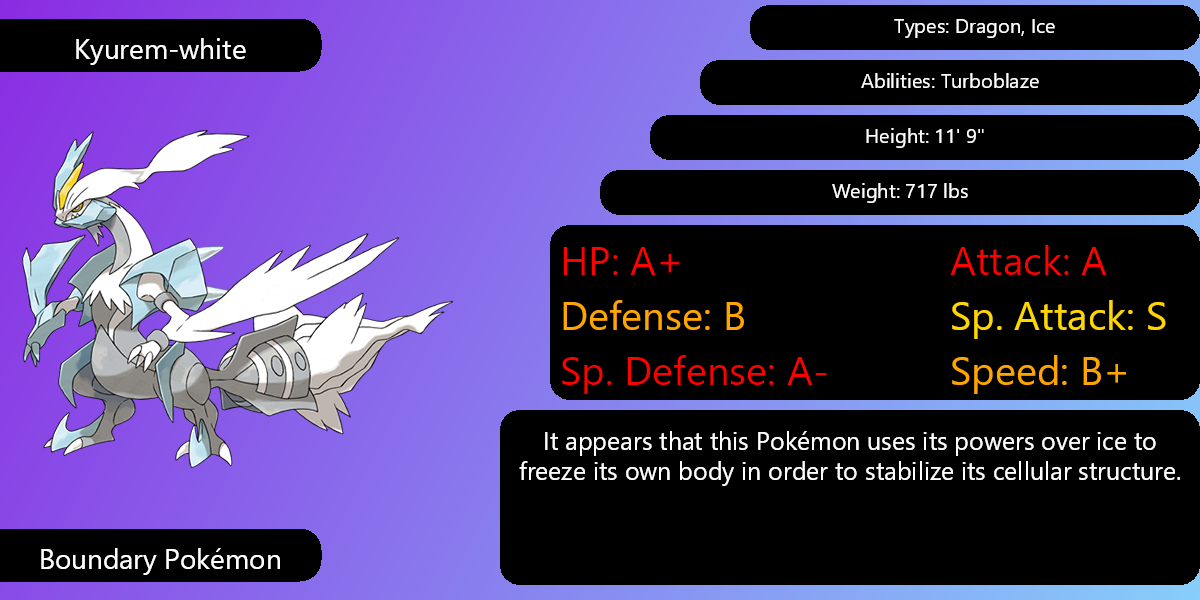 Kyurem-white
Types: Dragon, Ice
Abilities: Turboblaze
Height: 11' 9"
Weight: 717 lbs
HP: A+
Attack: A
Defense: B
Sp. Attack: S
Sp. Defense: A-
Speed: B+
It appears that this Pokémon uses its powers over ice to
freeze its own body in order to stabilize its cellular structure.
Boundary Pokémon